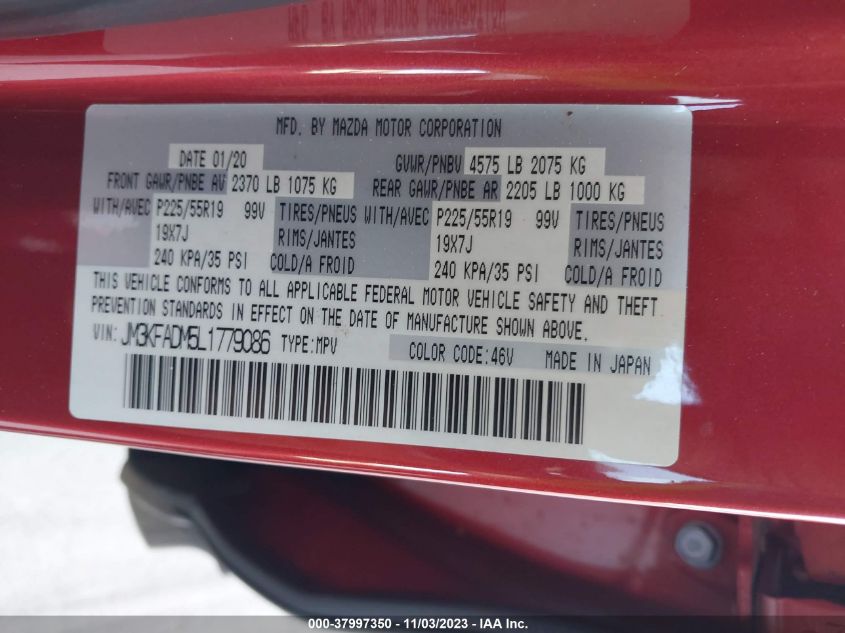 MFD. BY MAZDA MOTOR CORPORATION
DATE 01/20 GVWR/PNBV 4575 LB 2075 KG
FRONT GAWR/PNBE AV 2370 LB 1075 KG REAR GAWR/PNBE AR 2205 LB 1000 KG
WITH/AVEC P225/55R19 99V TIRES/PNEUS WITH/AVEC P225/55R19 99V TIRES/PNEUS
19X7J RIMS/JANTES 19X7J RIMS/JANTES
240 KPA/35 PSI COLD/A FROID 240 KPA/35 PSI COLD/A FROID
THIS VEHICLE CONFORMS TO ALL APPLICABLE FEDERAL MOTOR VEHICLE SAFETY AND THEFT
PREVENTION STANDARDS IN EFFECT ON THE DATE OF MANUFACTURE SHOWN ABOVE.
VIN: JM3KFADM5L1779086 TYPE:MPV COLOR CODE:46V MADE IN JAPAN
000-37997350 - 11/03/2023 - IAA Inc.